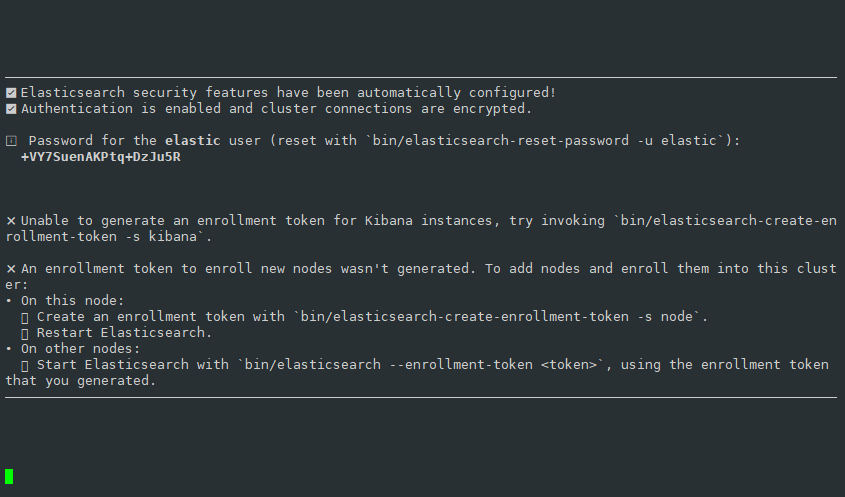 ☑ Elasticsearch security features have been automatically configured!
☑ Authentication is enabled and cluster connections are encrypted.
ℹ Password for the elastic user (reset with `bin/elasticsearch-reset-password -u elastic`):
+VY7SuenAKPtq+DzJu5R
✕ Unable to generate an enrollment token for Kibana instances, try invoking `bin/elasticsearch-create-en
rollment-token -s kibana`.
✕ An enrollment token to enroll new nodes wasn't generated. To add nodes and enroll them into this clust
er:
• On this node:
▯ Create an enrollment token with `bin/elasticsearch-create-enrollment-token -s node`.
▯ Restart Elasticsearch.
• On other nodes:
▯ Start Elasticsearch with `bin/elasticsearch --enrollment-token <token>`, using the enrollment token
that you generated.